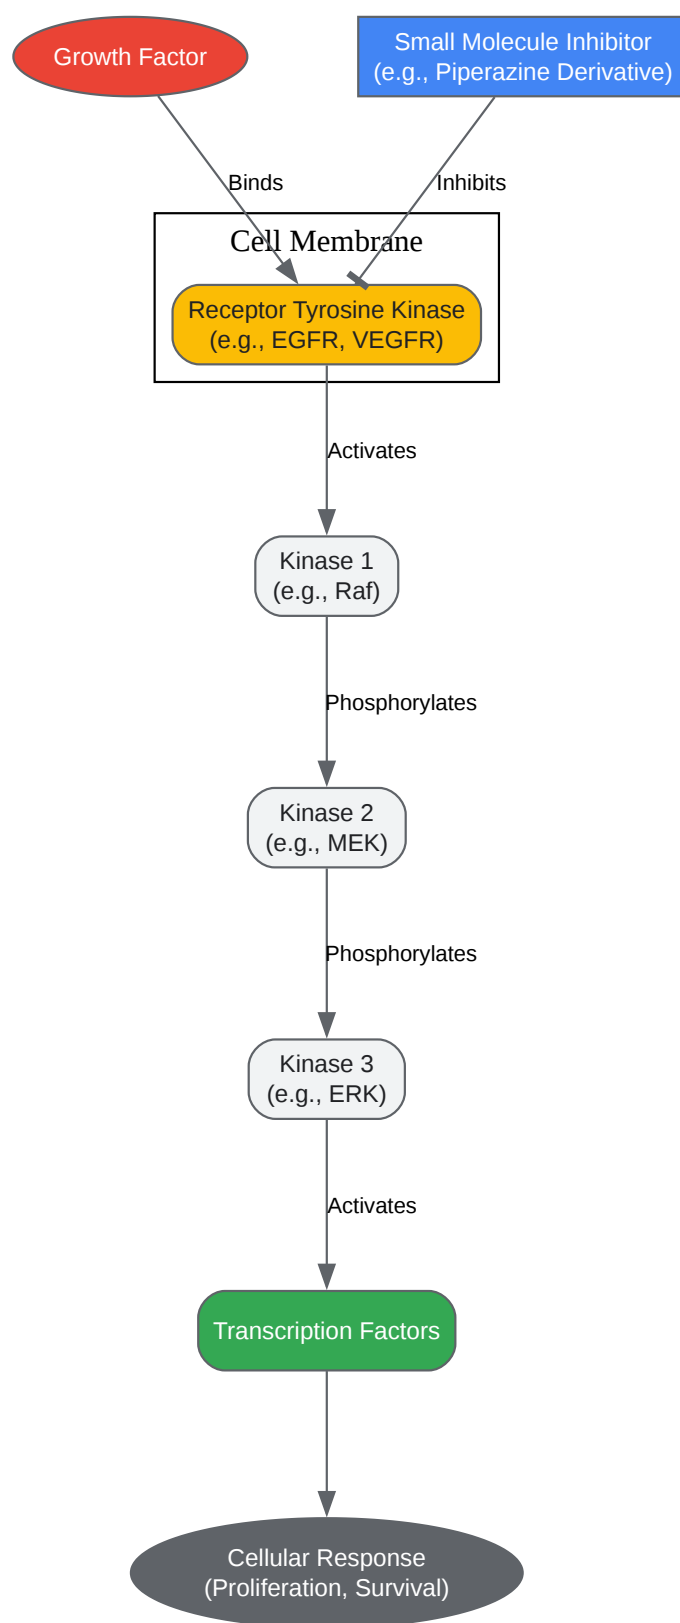 Growth Factor
Small Molecule Inhibitor
(e.g., Piperazine Derivative)
Binds
Inhibits
Cell Membrane
Receptor Tyrosine Kinase
(e.g., EGFR, VEGFR)
Activates
Kinase 1
(e.g., Raf)
Phosphorylates
Kinase 2
(e.g., MEK)
Phosphorylates
Kinase 3
(e.g., ERK)
Activates
Transcription Factors
Cellular Response
(Proliferation, Survival)